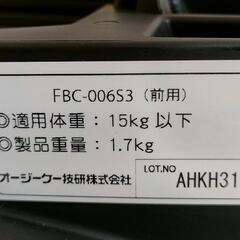 FBC-006S3（前用）
◎適用体重：15kg 以下
◎製品重量：1.7kg
オージーケー技研株式会社
LOT.NO
AHKH31